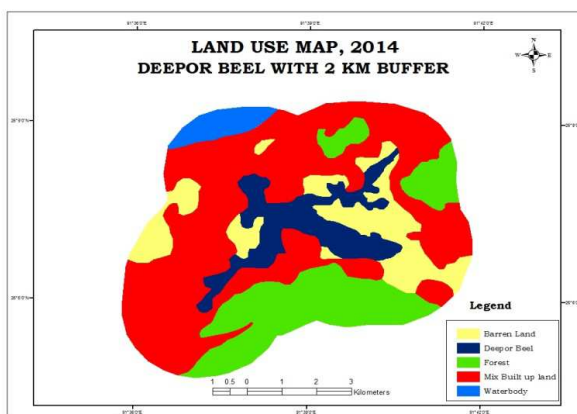 LAND USE MAP, 2014
DEEPOR BEEL WITH 2 KM BUFFER
N
W E
S
Legend
Barren Land
Deepor Beel
Forest
Mix Built up land
Waterbody
1 0.5 0 1 2 3
Kilometers